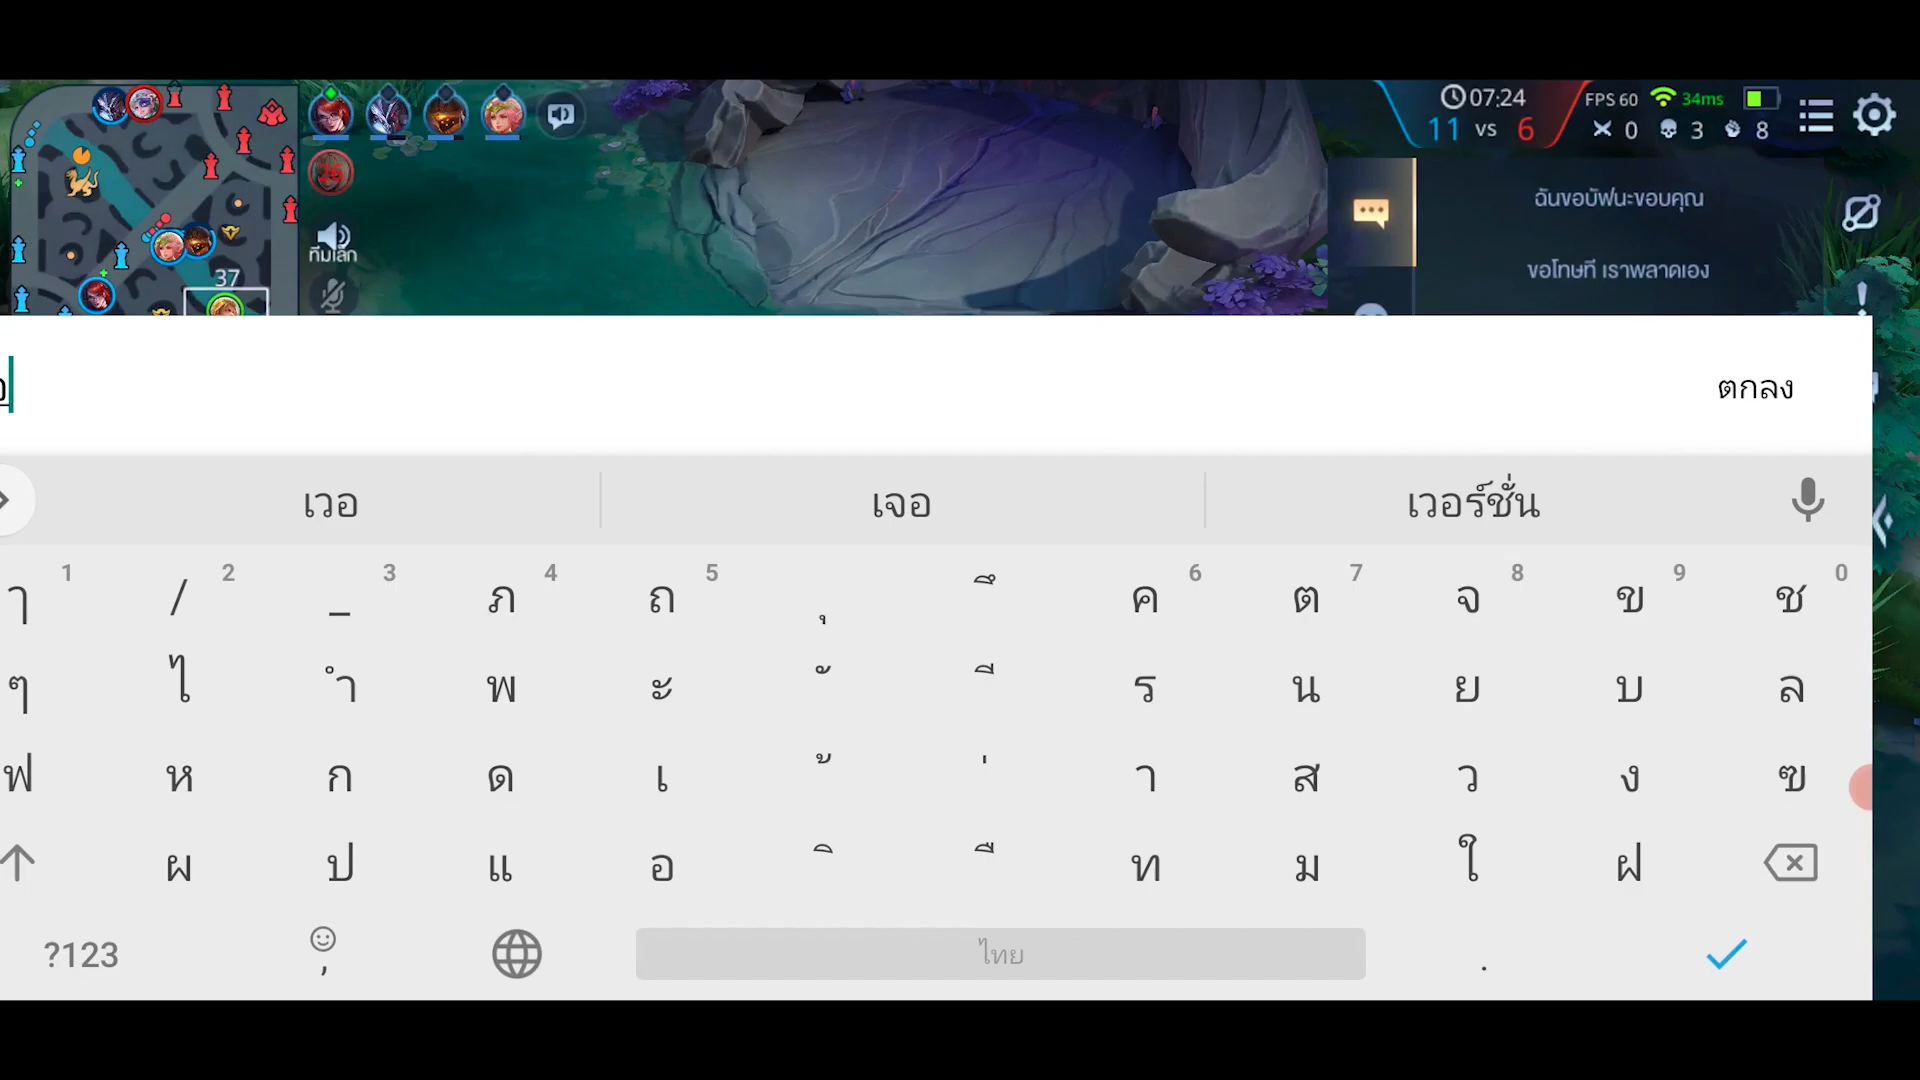 07:24
11 vs 6
FPS 60 34ms
0 3 8
26
ทีมเล็ก
37
ฉันขอบัฟนะขอบคุณ
ขอโทษที เราพลาดเอง
ตกลง
เวอ เจอ เวอร์ชั่น
1 2 3 4 5 6 7 8 9 0
ๅ / _ ภ ถ ุ ึ ค ต จ ข ช
ๆ ไ ำ พ ะ ั ี ร น ย บ ล
ฟ ห ก ด เ ้ ่ า ส ว ง ฃ
ผ ป แ อ ิ ื ท ม ใ ฝ
?123 , ไทย .